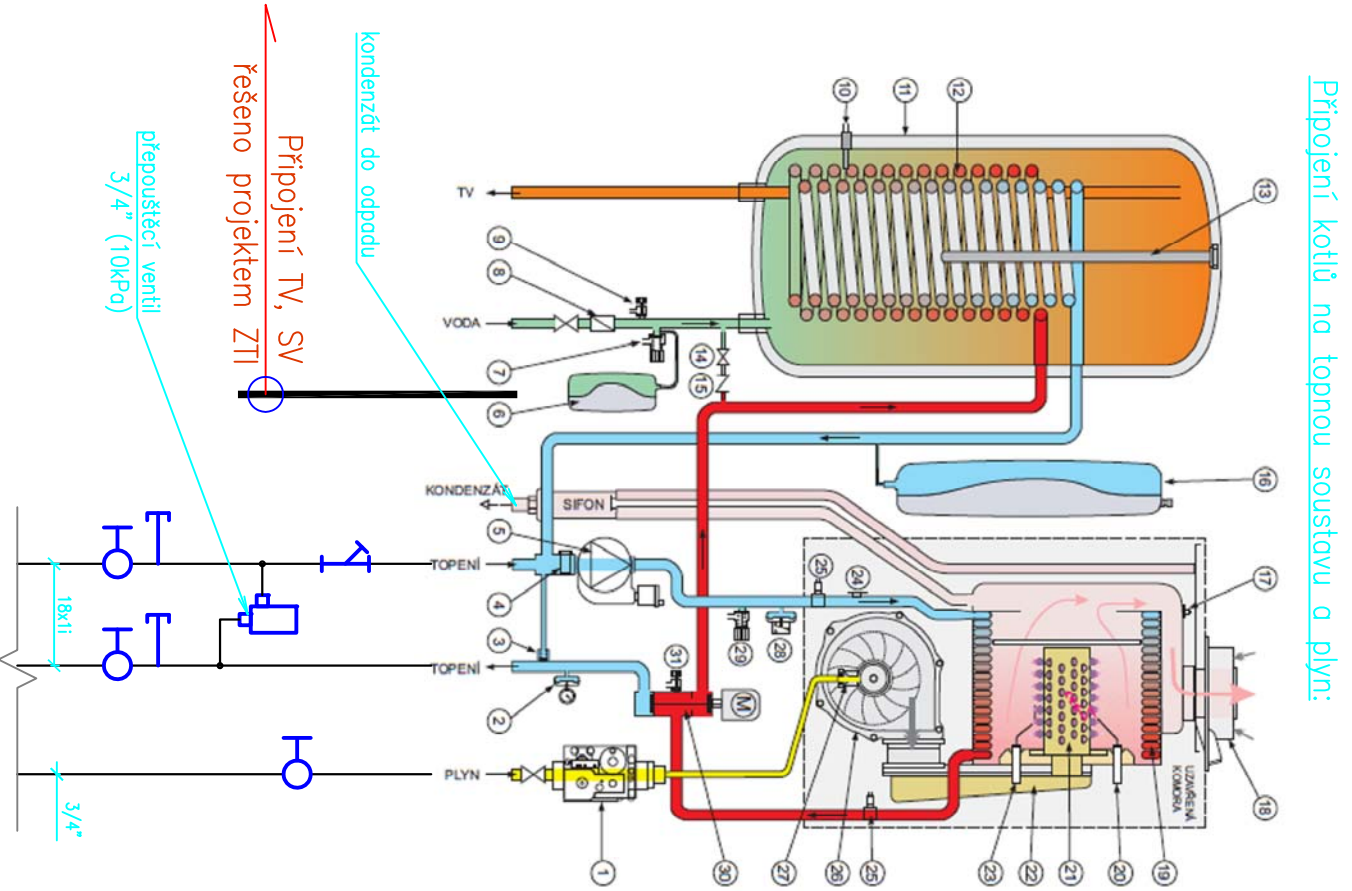 Připojení kotlů na topnou soustavu a plyn:
kondenzát do odpadu
Připojení TV, SV
řešeno projektem ZTI
přepouštěcí ventil
3/4" (10kPa)
10
11
12
13
TV
9
8
VODA
7
14
15
6
16
KONDENZÁT
SIFON
5
TOPENÍ
4
25
24
17
3
29
28
TOPENÍ
31
2
M
PLYN
UZAVŘENÁ
KOMORA
18
1
30
27
26
25
23
22
21
20
19
18x1i
3/4"